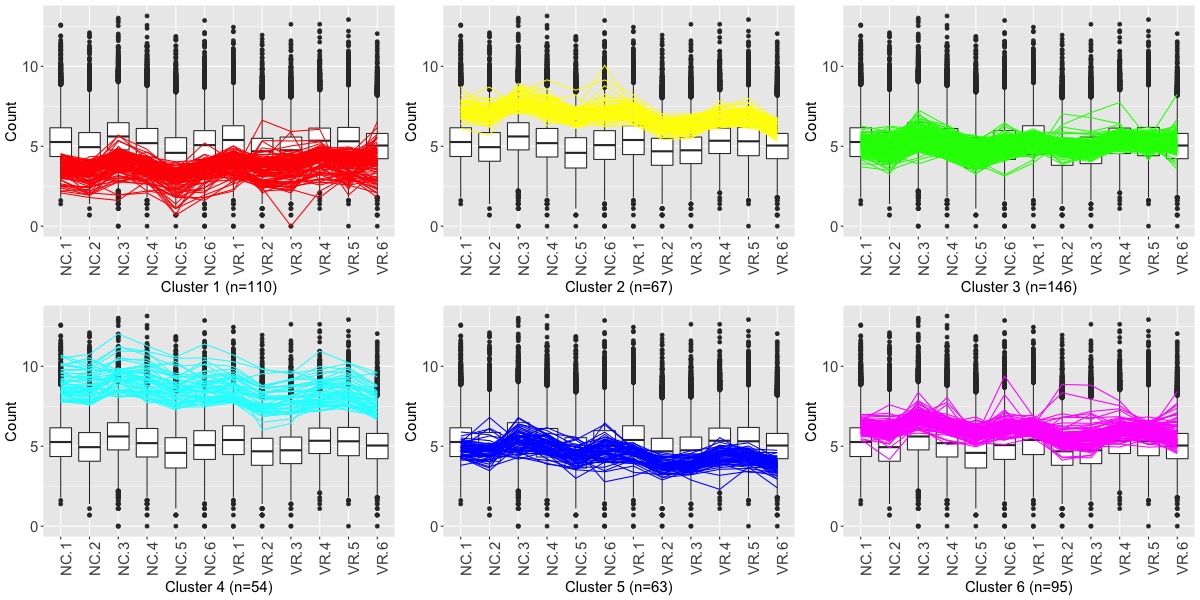 Count
10
5
0
NC.1 NC.2 NC.3 NC.4 NC.5 NC.6 VR.1 VR.2 VR.3 VR.4 VR.5 VR.6
Cluster 1 (n=110)
Count
10
5
0
NC.1 NC.2 NC.3 NC.4 NC.5 NC.6 VR.1 VR.2 VR.3 VR.4 VR.5 VR.6
Cluster 2 (n=67)
Count
10
5
0
NC.1 NC.2 NC.3 NC.4 NC.5 NC.6 VR.1 VR.2 VR.3 VR.4 VR.5 VR.6
Cluster 3 (n=146)
Count
10
5
0
NC.1 NC.2 NC.3 NC.4 NC.5 NC.6 VR.1 VR.2 VR.3 VR.4 VR.5 VR.6
Cluster 4 (n=54)
Count
10
5
0
NC.1 NC.2 NC.3 NC.4 NC.5 NC.6 VR.1 VR.2 VR.3 VR.4 VR.5 VR.6
Cluster 5 (n=63)
Count
10
5
0
NC.1 NC.2 NC.3 NC.4 NC.5 NC.6 VR.1 VR.2 VR.3 VR.4 VR.5 VR.6
Cluster 6 (n=95)